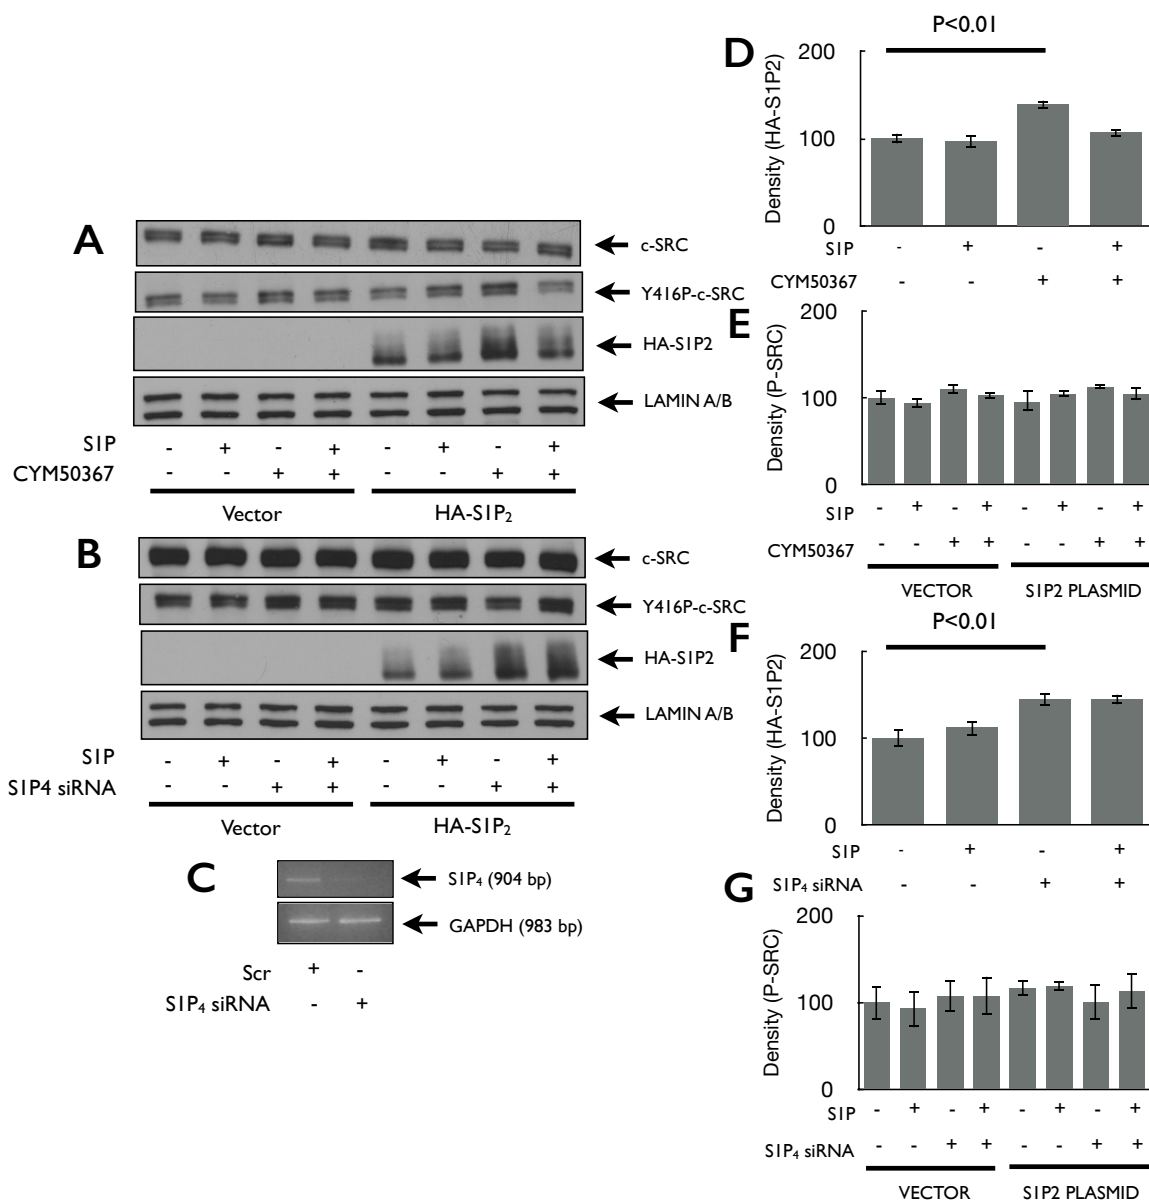 A
c-SRC
Y416P-c-SRC
HA-S1P2
LAMIN A/B
S1P - + - + - + - +
CYM50367 - - + + - - + +
Vector HA-S1P₂
B
c-SRC
Y416P-c-SRC
HA-S1P2
LAMIN A/B
S1P - + - + - + - +
S1P4 siRNA - - + + - - + +
Vector HA-S1P₂
C
S1P₄ (904 bp)
GAPDH (983 bp)
Scr + -
S1P₄ siRNA - +
D
P<0.01
Density (HA-S1P2)
200
100
0
S1P - + - +
CYM50367 - - + +
E
Density (P-SRC)
200
100
0
S1P - + - + - + - +
CYM50367 - - + + - - + +
VECTOR S1P2 PLASMID
F
P<0.01
Density (HA-S1P2)
200
100
0
S1P - + - +
S1P₄ siRNA - - + +
G
Density (P-SRC)
200
100
0
S1P - + - + - + - +
S1P₄ siRNA - - + + - - + +
VECTOR S1P2 PLASMID